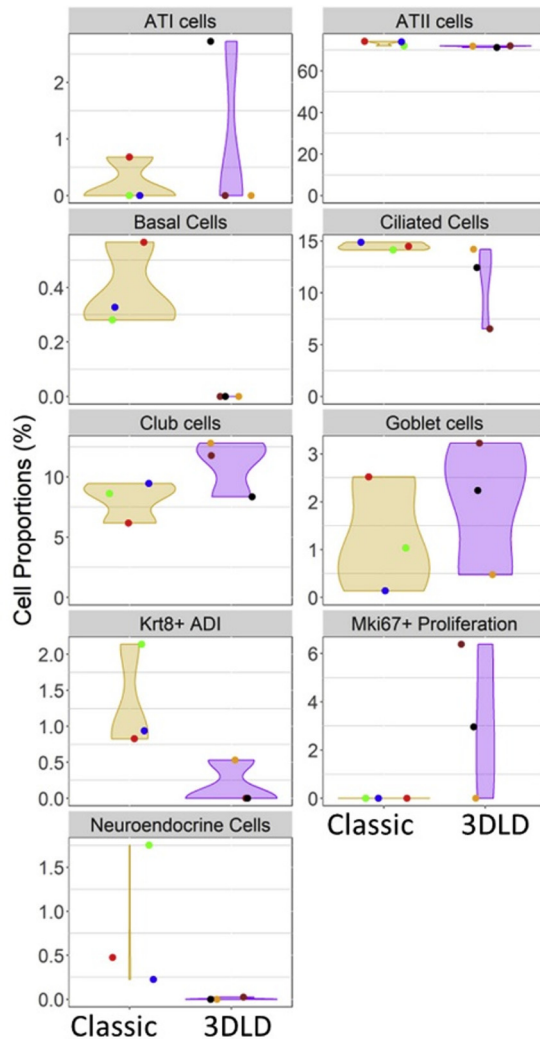 ATI cells
ATII cells
2
1
0
60
40
20
0
Basal Cells
Ciliated Cells
0.4
0.2
0.0
15
10
5
0
Cell Proportions (%)
Club cells
Goblet cells
10
5
0
3
2
1
0
Krt8+ ADI
Mki67+ Proliferation
2.0
1.5
1.0
0.5
0.0
6
4
2
0
Classic 3DLD
Neuroendocrine Cells
1.5
1.0
0.5
0.0
Classic 3DLD